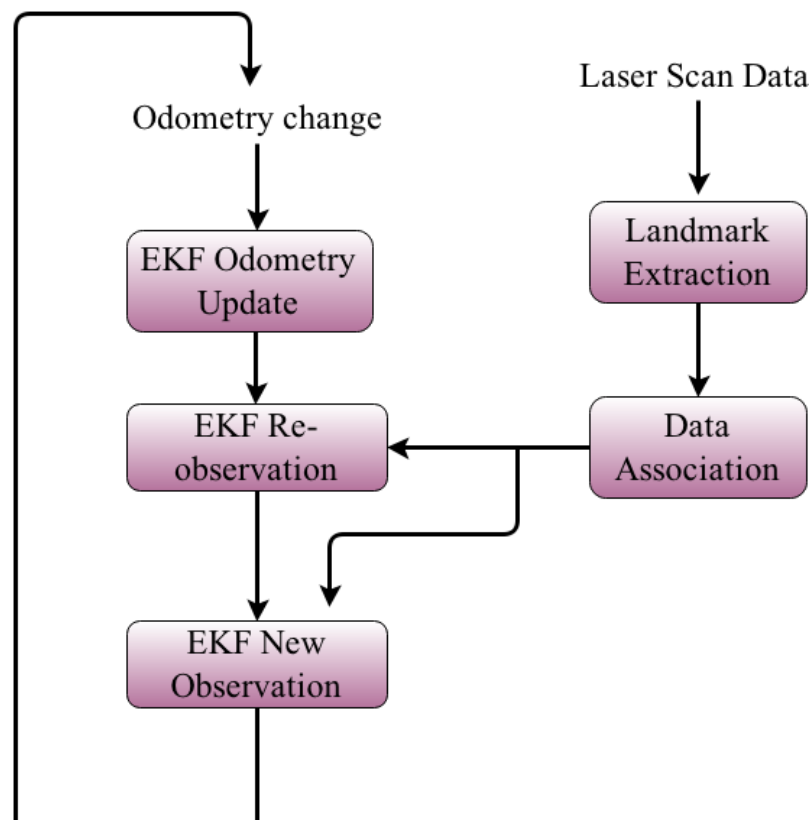 Laser Scan Data
Odometry change
Landmark
Extraction
EKF Odometry
Update
EKF Re-
observation
Data
Association
EKF New
Observation